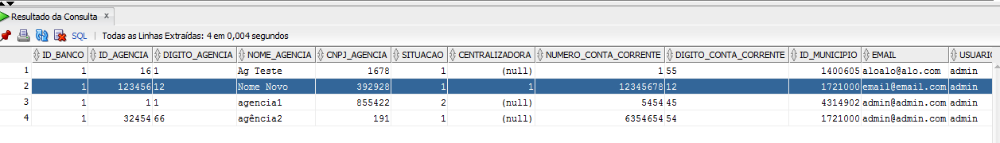 Resultado da Consulta x
SQL | Todas as Linhas Extraídas: 4 em 0,004 segundos
ID_BANCO ID_AGENCIA DIGITO_AGENCIA NOME_AGENCIA CNPJ_AGENCIA SITUACAO CENTRALIZADORA NUMERO_CONTA_CORRENTE DIGITO_CONTA_CORRENTE ID_MUNICIPIO EMAIL USUARIO
1 1 16 1 Ag Teste 1678 1 (null) 1 55 1400605 aloalo@alo.com admin
2 1 123456 12 Nome Novo 392928 1 1 12345678 12 1721000 email@email.com admin
3 1 1 1 agencia1 855422 2 (null) 5454 45 4314902 admin@admin.com admin
4 1 32454 66 agência2 191 1 (null) 6354654 54 1721000 admin@admin.com admin